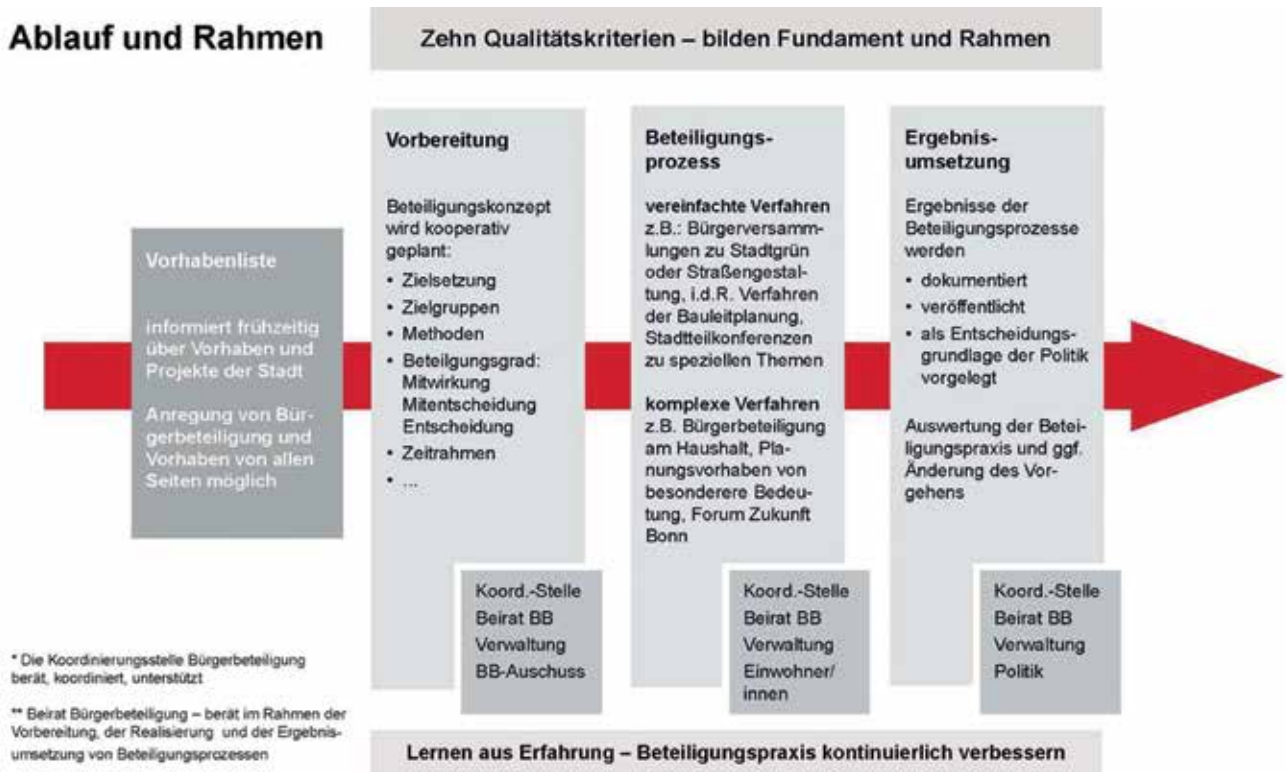 Ablauf und Rahmen
Zehn Qualitätskriterien – bilden Fundament und Rahmen
Vorhabenliste
informiert frühzeitig
über Vorhaben und
Projekte der Stadt
Anregung von Bür-
gerbeteiligung und
Vorhaben von allen
Seiten möglich
Vorbereitung
Beteiligungskonzept
wird kooperativ
geplant:
• Zielsetzung
• Zielgruppen
• Methoden
• Beteilgungsgrad:
Mitwirkung
Mitentscheidung
Entscheidung
• Zeitrahmen
• ...
Koord.-Stelle
Beirat BB
Verwaltung
BB-Auschuss
Beteiligungs-
prozess
vereinfachte Verfahren
z.B.: Bürgerversamm-
lungen zu Stadtgrün
oder Straßengestal-
tung, i.d.R. Verfahren
der Bauleitplanung,
Stadtteilkonferenzen
zu speziellen Themen
komplexe Verfahren
z.B. Bürgerbeteiligung
am Haushalt, Pla-
nungsvorhaben von
besonderere Bedeu-
tung, Forum Zukunft
Bonn
Koord.-Stelle
Beirat BB
Verwaltung
Einwohner/
innen
Ergebnis-
umsetzung
Ergebnisse der
Beteiligungsprozesse
werden
• dokumentiert
• veröffentlicht
• als Entscheidungs-
grundlage der Politik
vorgelegt
Auswertung der Betei-
ligungspraxis und ggf.
Änderung des Vor-
gehens
Koord.-Stelle
Beirat BB
Verwaltung
Politik
* Die Koordinierungsstelle Bürgerbeteiligung
berät, koordiniert, unterstützt
** Beirat Bürgerbeteiligung – berät im Rahmen der
Vorbereitung, der Realisierung und der Ergebnis-
umsetzung von Beteiligungsprozessen
Lernen aus Erfahrung – Beteiligungspraxis kontinuierlich verbessern